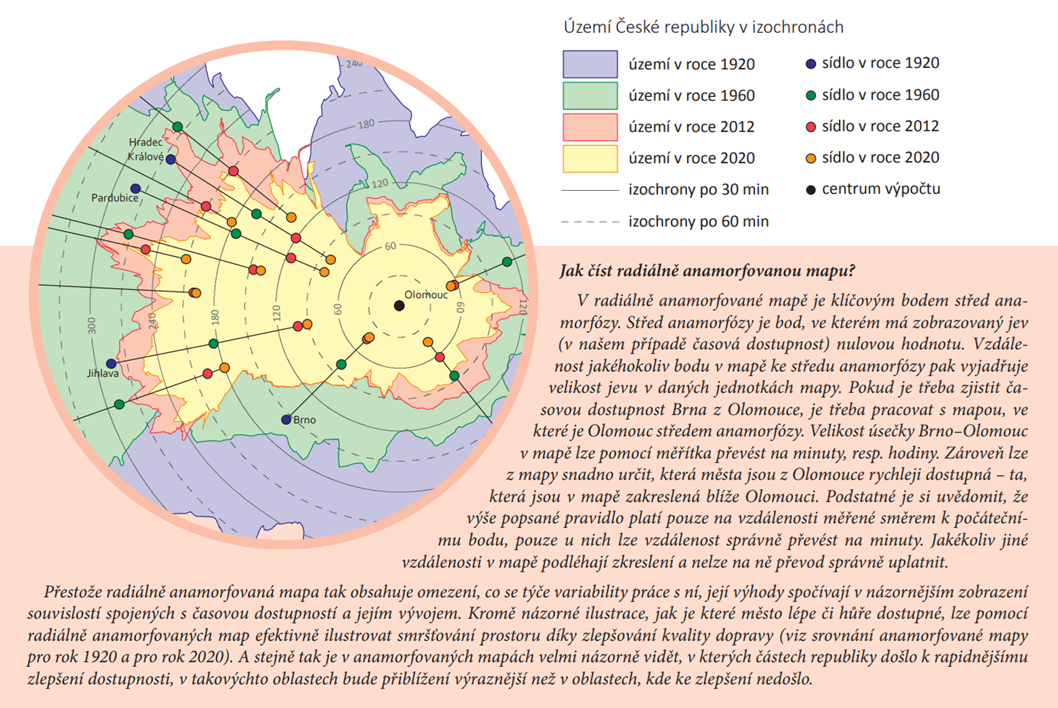 Území České republiky v izochronách
území v roce 1920
sídlo v roce 1920
území v roce 1960
sídlo v roce 1960
území v roce 2012
sídlo v roce 2012
území v roce 2020
sídlo v roce 2020
izochrony po 30 min
centrum výpočtu
izochrony po 60 min
240
180
120
60
Hradec
Králové
Pardubice
Olomouc
300
240
180
120
60
60
120
Jihlava
Brno
Jak číst radiálně anamorfovanou mapu?
V radiálně anamorfované mapě je klíčovým bodem střed ana-
morfózy. Střed anamorfózy je bod, ve kterém má zobrazovaný jev
(v našem případě časová dostupnost) nulovou hodnotu. Vzdále-
nost jakéhokoliv bodu v mapě ke středu anamorfózy pak vyjadřuje
velikost jevu v daných jednotkách mapy. Pokud je třeba zjistit ča-
sovou dostupnost Brna z Olomouce, je třeba pracovat s mapou, ve
které je Olomouc středem anamorfózy. Velikost úsečky Brno–Olomouc
v mapě lze pomocí měřítka převést na minuty, resp. hodiny. Zároveň lze
z mapy snadno určit, která města jsou z Olomouce rychleji dostupná – ta,
která jsou v mapě zakreslená blíže Olomouci. Podstatné je si uvědomit, že
výše popsané pravidlo platí pouze na vzdálenosti měřené směrem k počáteční-
mu bodu, pouze u nich lze vzdálenost správně převést na minuty. Jakékoliv jiné
vzdálenosti v mapě podléhají zkreslení a nelze na ně převod správně uplatnit.
Přestože radiálně anamorfovaná mapa tak obsahuje omezení, co se týče variability práce s ní, její výhody spočívají v názornějším zobrazení
souvislostí spojených s časovou dostupností a jejím vývojem. Kromě názorné ilustrace, jak je které město lépe či hůře dostupné, lze pomocí
radiálně anamorfovaných map efektivně ilustrovat smršťování prostoru díky zlepšování kvality dopravy (viz srovnání anamorfované mapy
pro rok 1920 a pro rok 2020). A stejně tak je v anamorfovaných mapách velmi názorně vidět, v kterých částech republiky došlo k rapidnějšímu
zlepšení dostupnosti, v takovýchto oblastech bude přiblížení výraznější než v oblastech, kde ke zlepšení nedošlo.